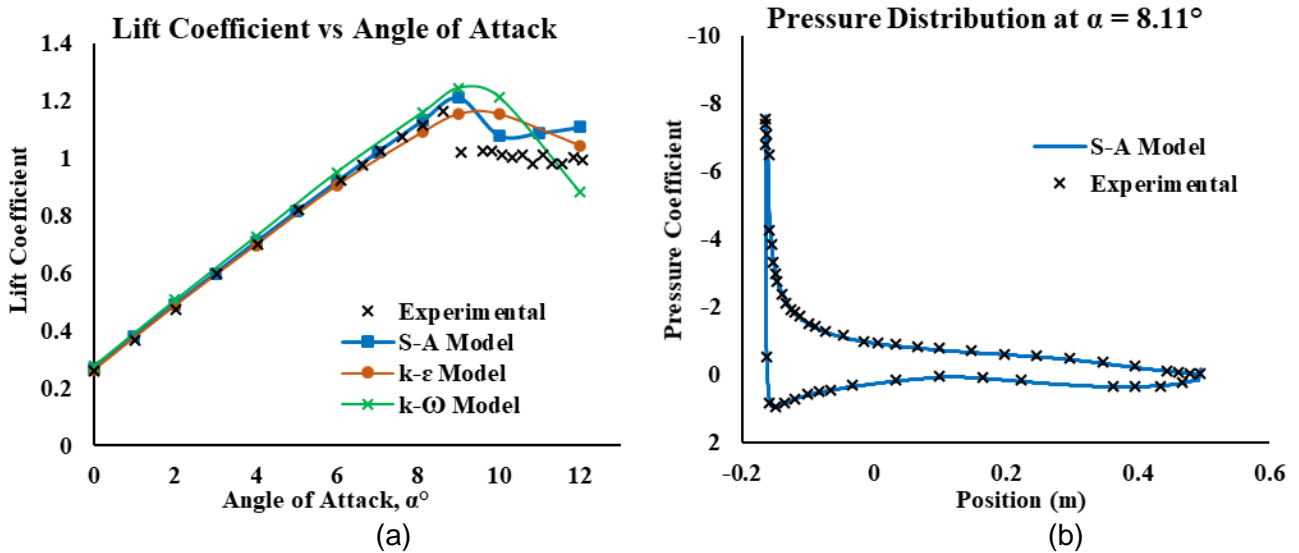 Lift Coefficient vs Angle of Attack
1.4
1.2
1
0.8
0.6
0.4
0.2
0
Lift Coefficient
Experimental
S-A Model
k-ε Model
k-ω Model
0 2 4 6 8 10 12
Angle of Attack, α°
(a)
Pressure Distribution at α = 8.11°
-10
-8
-6
-4
-2
0
2
Pressure Coefficient
S-A Model
Experimental
-0.2 0 0.2 0.4 0.6
Position (m)
(b)